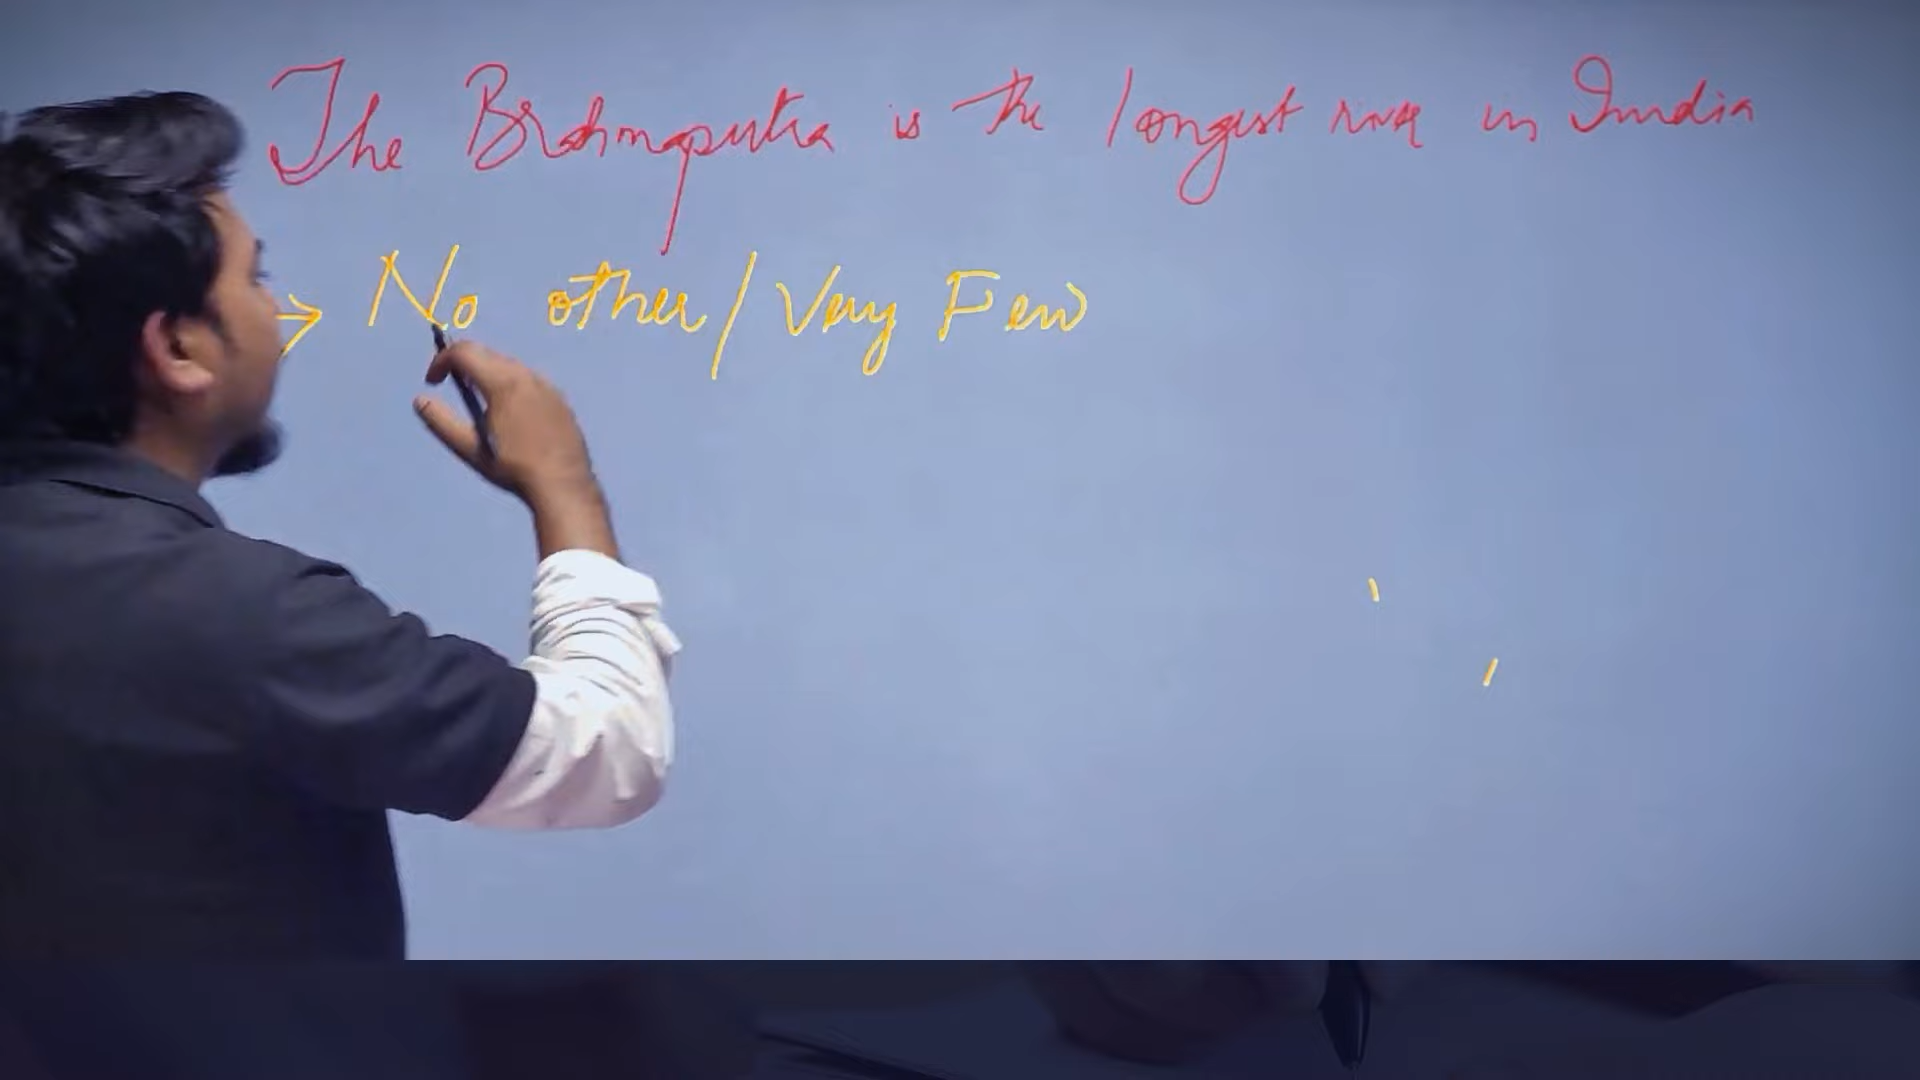 The Brahmaputra is the longest river in India
→ No other/Very Few